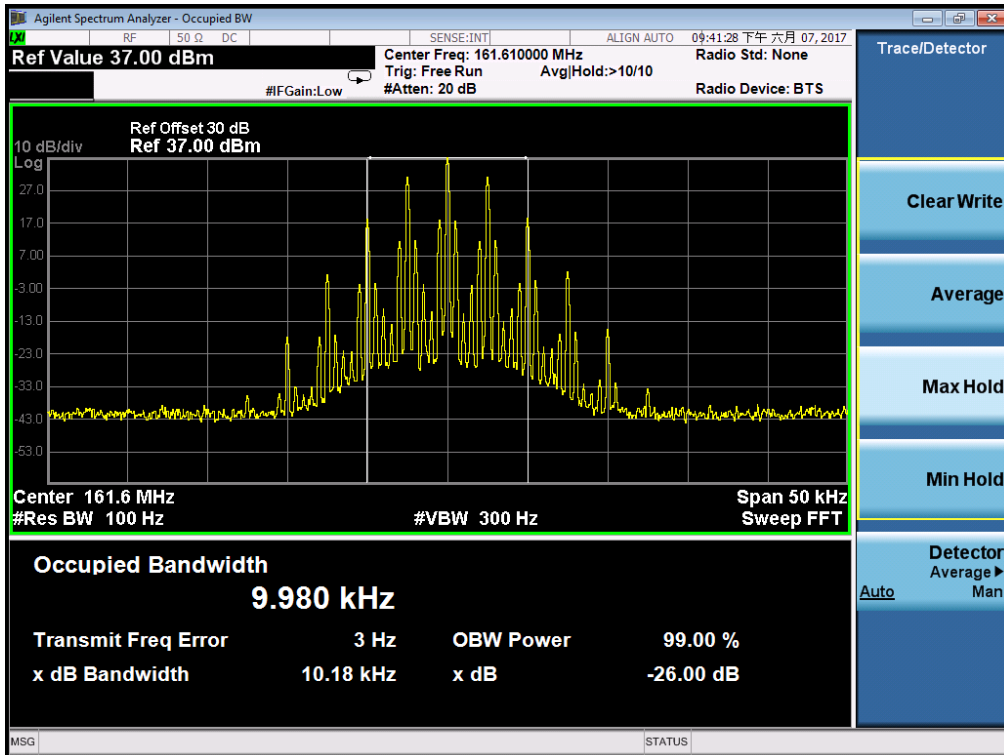 Agilent Spectrum Analyzer - Occupied BW
LXI
RF 50 Ω DC SENSE:INT ALIGN AUTO 09:41:28 下午 六月 07, 2017
Ref Value 37.00 dBm
Center Freq: 161.610000 MHz
Radio Std: None
Trig: Free Run Avg|Hold:>10/10
#IFGain:Low
#Atten: 20 dB
Radio Device: BTS
Trace/Detector
Ref Offset 30 dB
10 dB/div Ref 37.00 dBm
Log
27.0
17.0
7.00
-3.00
-13.0
-23.0
-33.0
-43.0
-53.0
Center 161.6 MHz
Span 50 kHz
#Res BW 100 Hz
#VBW 300 Hz
Sweep FFT
Occupied Bandwidth
9.980 kHz
Transmit Freq Error 3 Hz OBW Power 99.00 %
x dB Bandwidth 10.18 kHz x dB -26.00 dB
Clear Write
Average
Max Hold
Min Hold
Detector
Average
Auto Man
MSG
STATUS